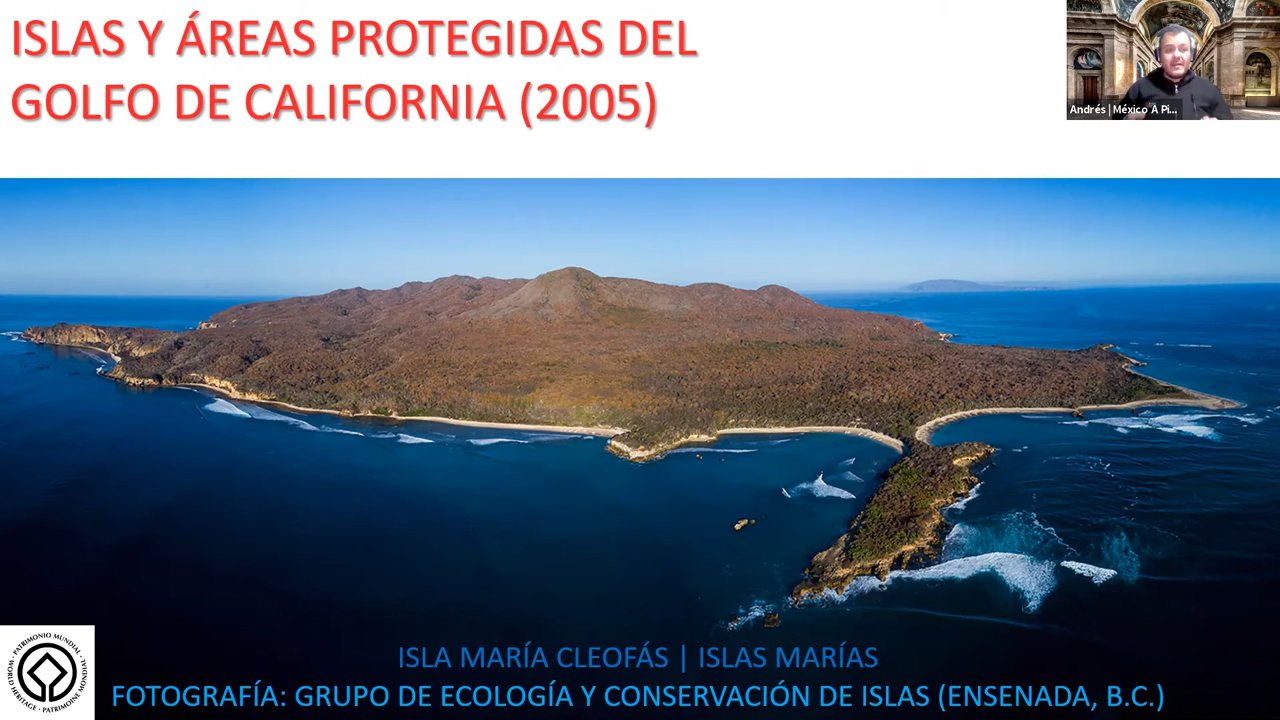 ISLAS Y ÁREAS PROTEGIDAS DEL
GOLFO DE CALIFORNIA (2005)
Andrés | México A Pi...
ISLA MARÍA CLEOFÁS | ISLAS MARÍAS
FOTOGRAFÍA: GRUPO DE ECOLOGÍA Y CONSERVACIÓN DE ISLAS (ENSENADA, B.C.)
PATRIMONIO MUNDIAL
WORLD HERITAGE
PATRIMOINE MONDIAL